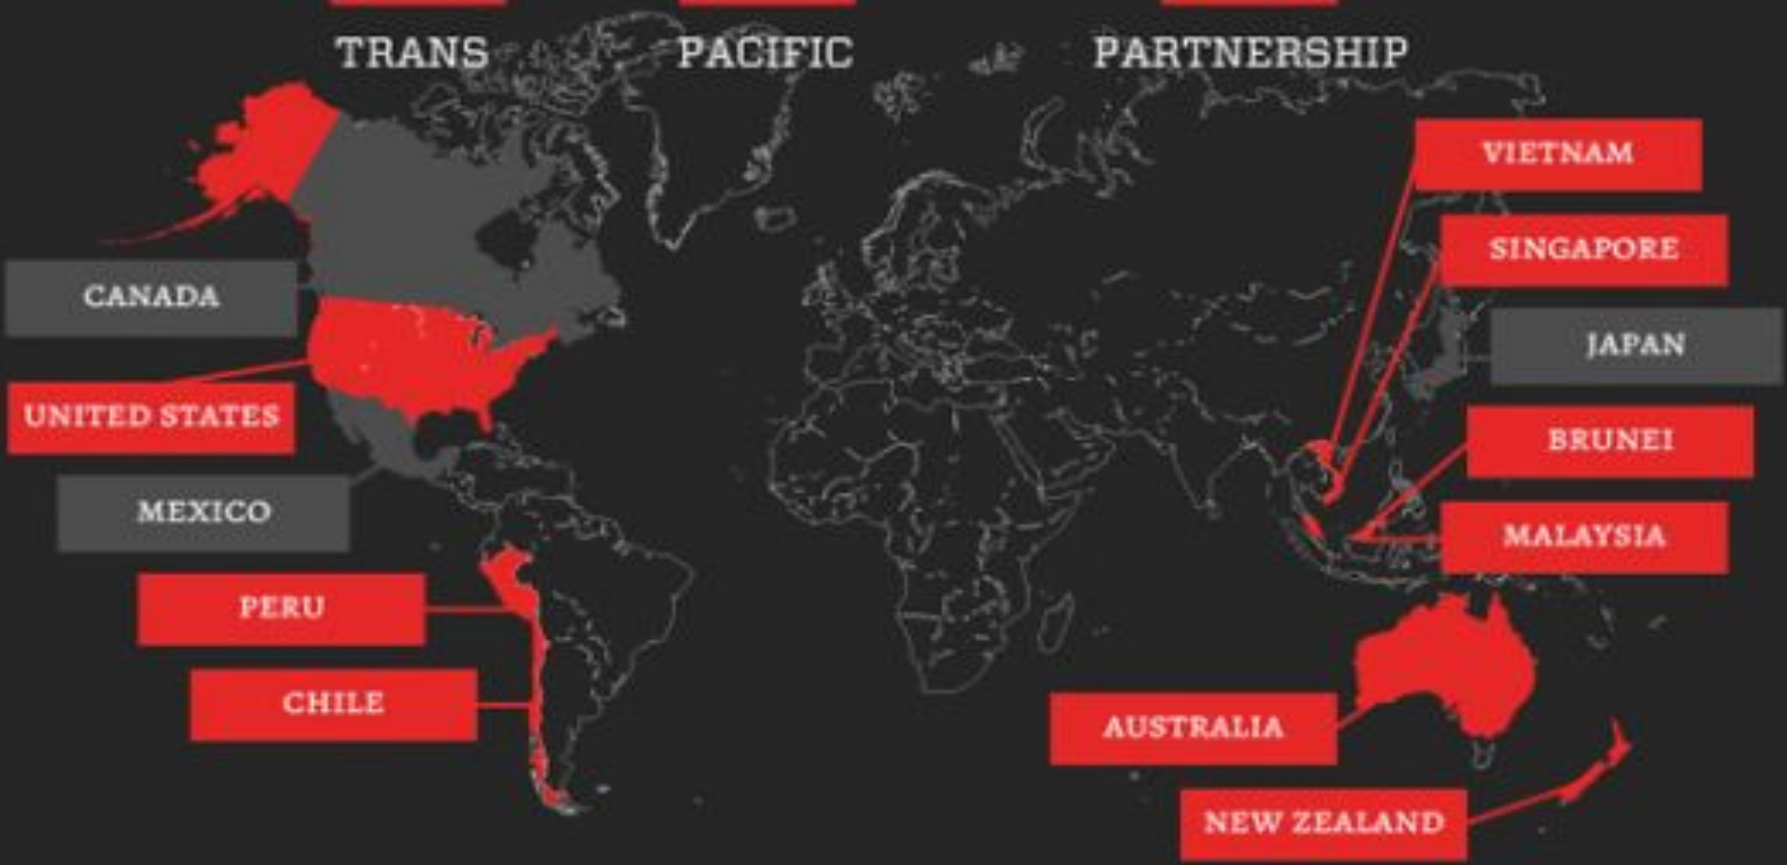 TRANS PACIFIC PARTNERSHIP
VIETNAM
SINGAPORE
CANADA
JAPAN
UNITED STATES
BRUNEI
MEXICO
MALAYSIA
PERU
CHILE
AUSTRALIA
NEW ZEALAND